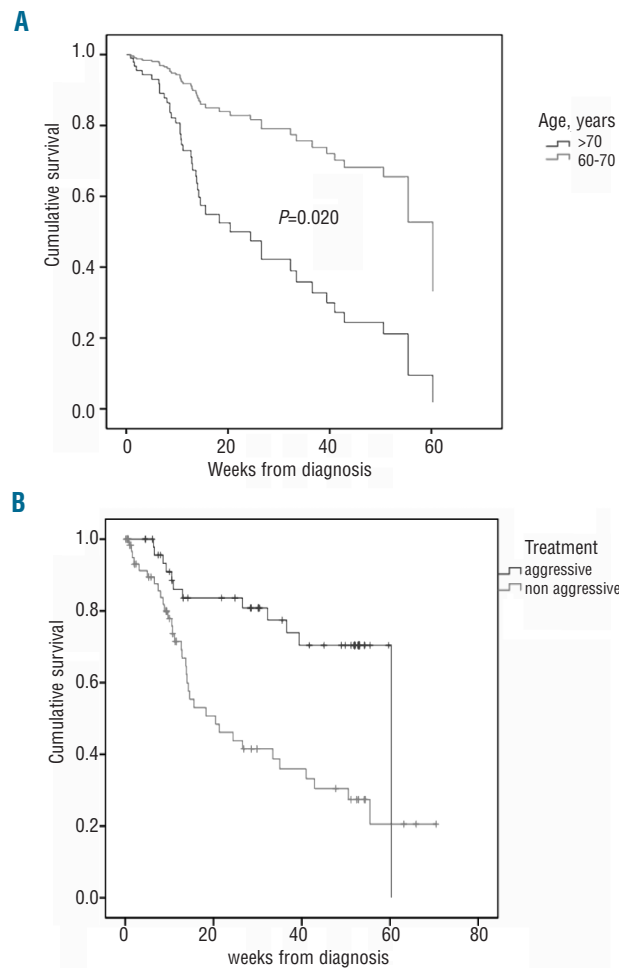 A
1.0
0.8
0.6
0.4
0.2
0.0
Cumulative survival
P=0.020
0 20 40 60
Weeks from diagnosis
Age, years
>70
60-70
B
1.0
0.8
0.6
0.4
0.2
0.0
Cumulative survival
0 20 40 60 80
weeks from diagnosis
Treatment
aggressive
non aggressive